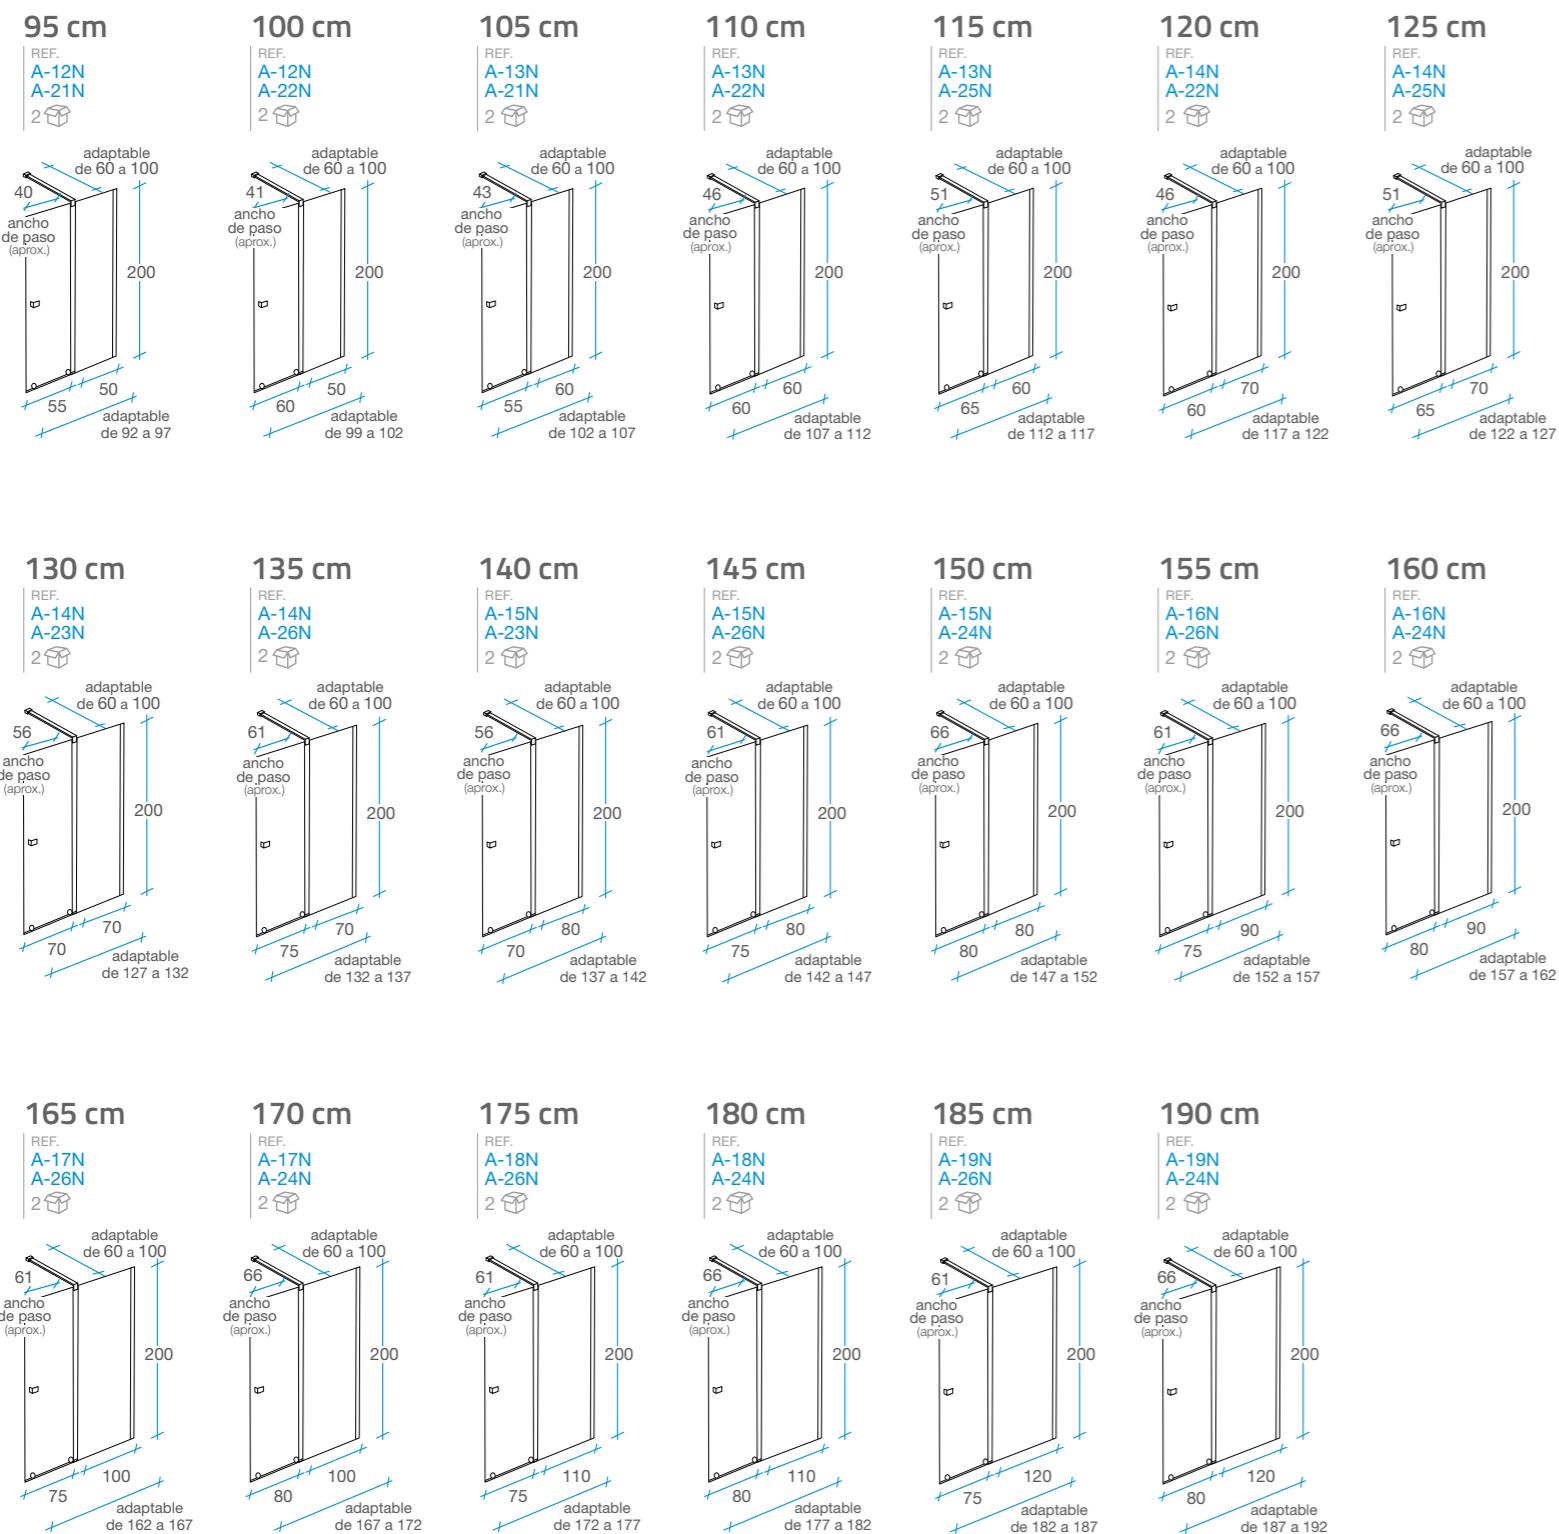 95 cm
REF.
A-12N
A-21N
2
adaptable
de 60 a 100
40
ancho
de paso
(aprox.)
200
50
55
adaptable
de 92 a 97
100 cm
REF.
A-12N
A-22N
2
adaptable
de 60 a 100
41
ancho
de paso
(aprox.)
200
50
60
adaptable
de 99 a 102
105 cm
REF.
A-13N
A-21N
2
adaptable
de 60 a 100
43
ancho
de paso
(aprox.)
200
60
55
adaptable
de 102 a 107
110 cm
REF.
A-13N
A-22N
2
adaptable
de 60 a 100
46
ancho
de paso
(aprox.)
200
60
60
adaptable
de 107 a 112
115 cm
REF.
A-13N
A-25N
2
adaptable
de 60 a 100
51
ancho
de paso
(aprox.)
200
60
65
adaptable
de 112 a 117
120 cm
REF.
A-14N
A-22N
2
adaptable
de 60 a 100
46
ancho
de paso
(aprox.)
200
70
60
adaptable
de 117 a 122
125 cm
REF.
A-14N
A-25N
2
adaptable
de 60 a 100
51
ancho
de paso
(aprox.)
200
70
65
adaptable
de 122 a 127
130 cm
REF.
A-14N
A-23N
2
adaptable
de 60 a 100
56
ancho
de paso
(aprox.)
200
70
70
adaptable
de 127 a 132
135 cm
REF.
A-14N
A-26N
2
adaptable
de 60 a 100
61
ancho
de paso
(aprox.)
200
70
75
adaptable
de 132 a 137
140 cm
REF.
A-15N
A-23N
2
adaptable
de 60 a 100
56
ancho
de paso
(aprox.)
200
80
70
adaptable
de 137 a 142
145 cm
REF.
A-15N
A-26N
2
adaptable
de 60 a 100
61
ancho
de paso
(aprox.)
200
80
75
adaptable
de 142 a 147
150 cm
REF.
A-15N
A-24N
2
adaptable
de 60 a 100
66
ancho
de paso
(aprox.)
200
80
80
adaptable
de 147 a 152
155 cm
REF.
A-16N
A-26N
2
adaptable
de 60 a 100
61
ancho
de paso
(aprox.)
200
90
75
adaptable
de 152 a 157
160 cm
REF.
A-16N
A-24N
2
adaptable
de 60 a 100
66
ancho
de paso
(aprox.)
200
90
80
adaptable
de 157 a 162
165 cm
REF.
A-17N
A-26N
2
adaptable
de 60 a 100
61
ancho
de paso
(aprox.)
200
100
75
adaptable
de 162 a 167
170 cm
REF.
A-17N
A-24N
2
adaptable
de 60 a 100
66
ancho
de paso
(aprox.)
200
100
80
adaptable
de 167 a 172
175 cm
REF.
A-18N
A-26N
2
adaptable
de 60 a 100
61
ancho
de paso
(aprox.)
200
110
75
adaptable
de 172 a 177
180 cm
REF.
A-18N
A-24N
2
adaptable
de 60 a 100
66
ancho
de paso
(aprox.)
200
110
80
adaptable
de 177 a 182
185 cm
REF.
A-19N
A-26N
2
adaptable
de 60 a 100
61
ancho
de paso
(aprox.)
200
120
75
adaptable
de 182 a 187
190 cm
REF.
A-19N
A-24N
2
adaptable
de 60 a 100
66
ancho
de paso
(aprox.)
200
120
80
adaptable
de 187 a 192